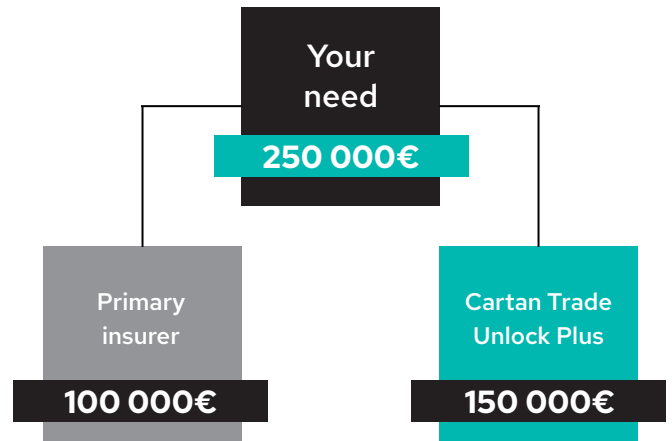 Your
need
250 000€
Primary
insurer
100 000€
Cartan Trade
Unlock Plus
150 000€